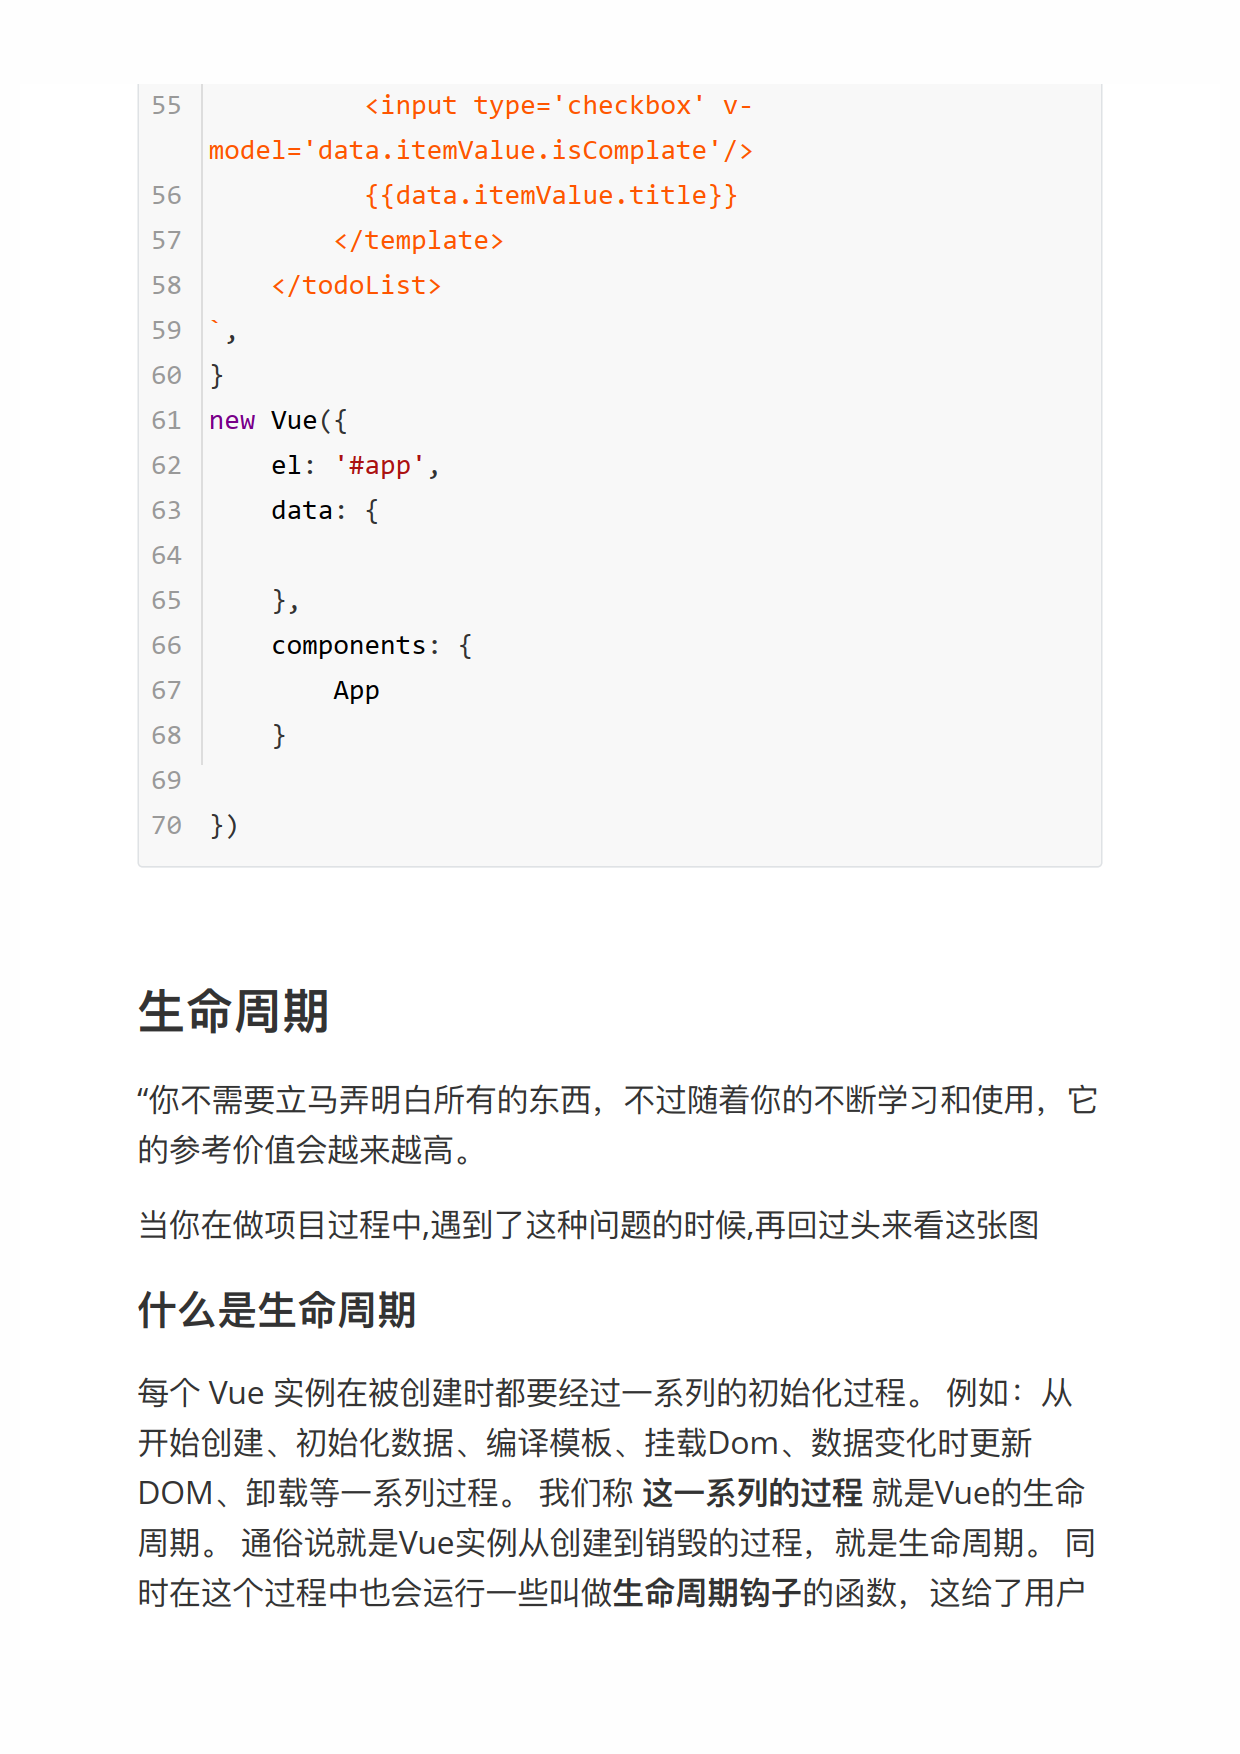 55          <input type='checkbox' v-
model='data.itemValue.isComplate'/>
56          {{data.itemValue.title}}
57        </template>
58    </todoList>
59 `,
60 }
61 new Vue({
62    el: '#app',
63    data: {
64
65    },
66    components: {
67        App
68    }
69
70 })
生命周期
“你不需要立马弄明白所有的东西，不过随着你的不断学习和使用，它
的参考价值会越来越高。
当你在做项目过程中,遇到了这种问题的时候,再回过头来看这张图
什么是生命周期
每个 Vue 实例在被创建时都要经过一系列的初始化过程。 例如：从
开始创建、初始化数据、编译模板、挂载Dom、数据变化时更新
DOM、卸载等一系列过程。 我们称 这一系列的过程 就是Vue的生命
周期。 通俗说就是Vue实例从创建到销毁的过程，就是生命周期。 同
时在这个过程中也会运行一些叫做生命周期钩子的函数，这给了用户